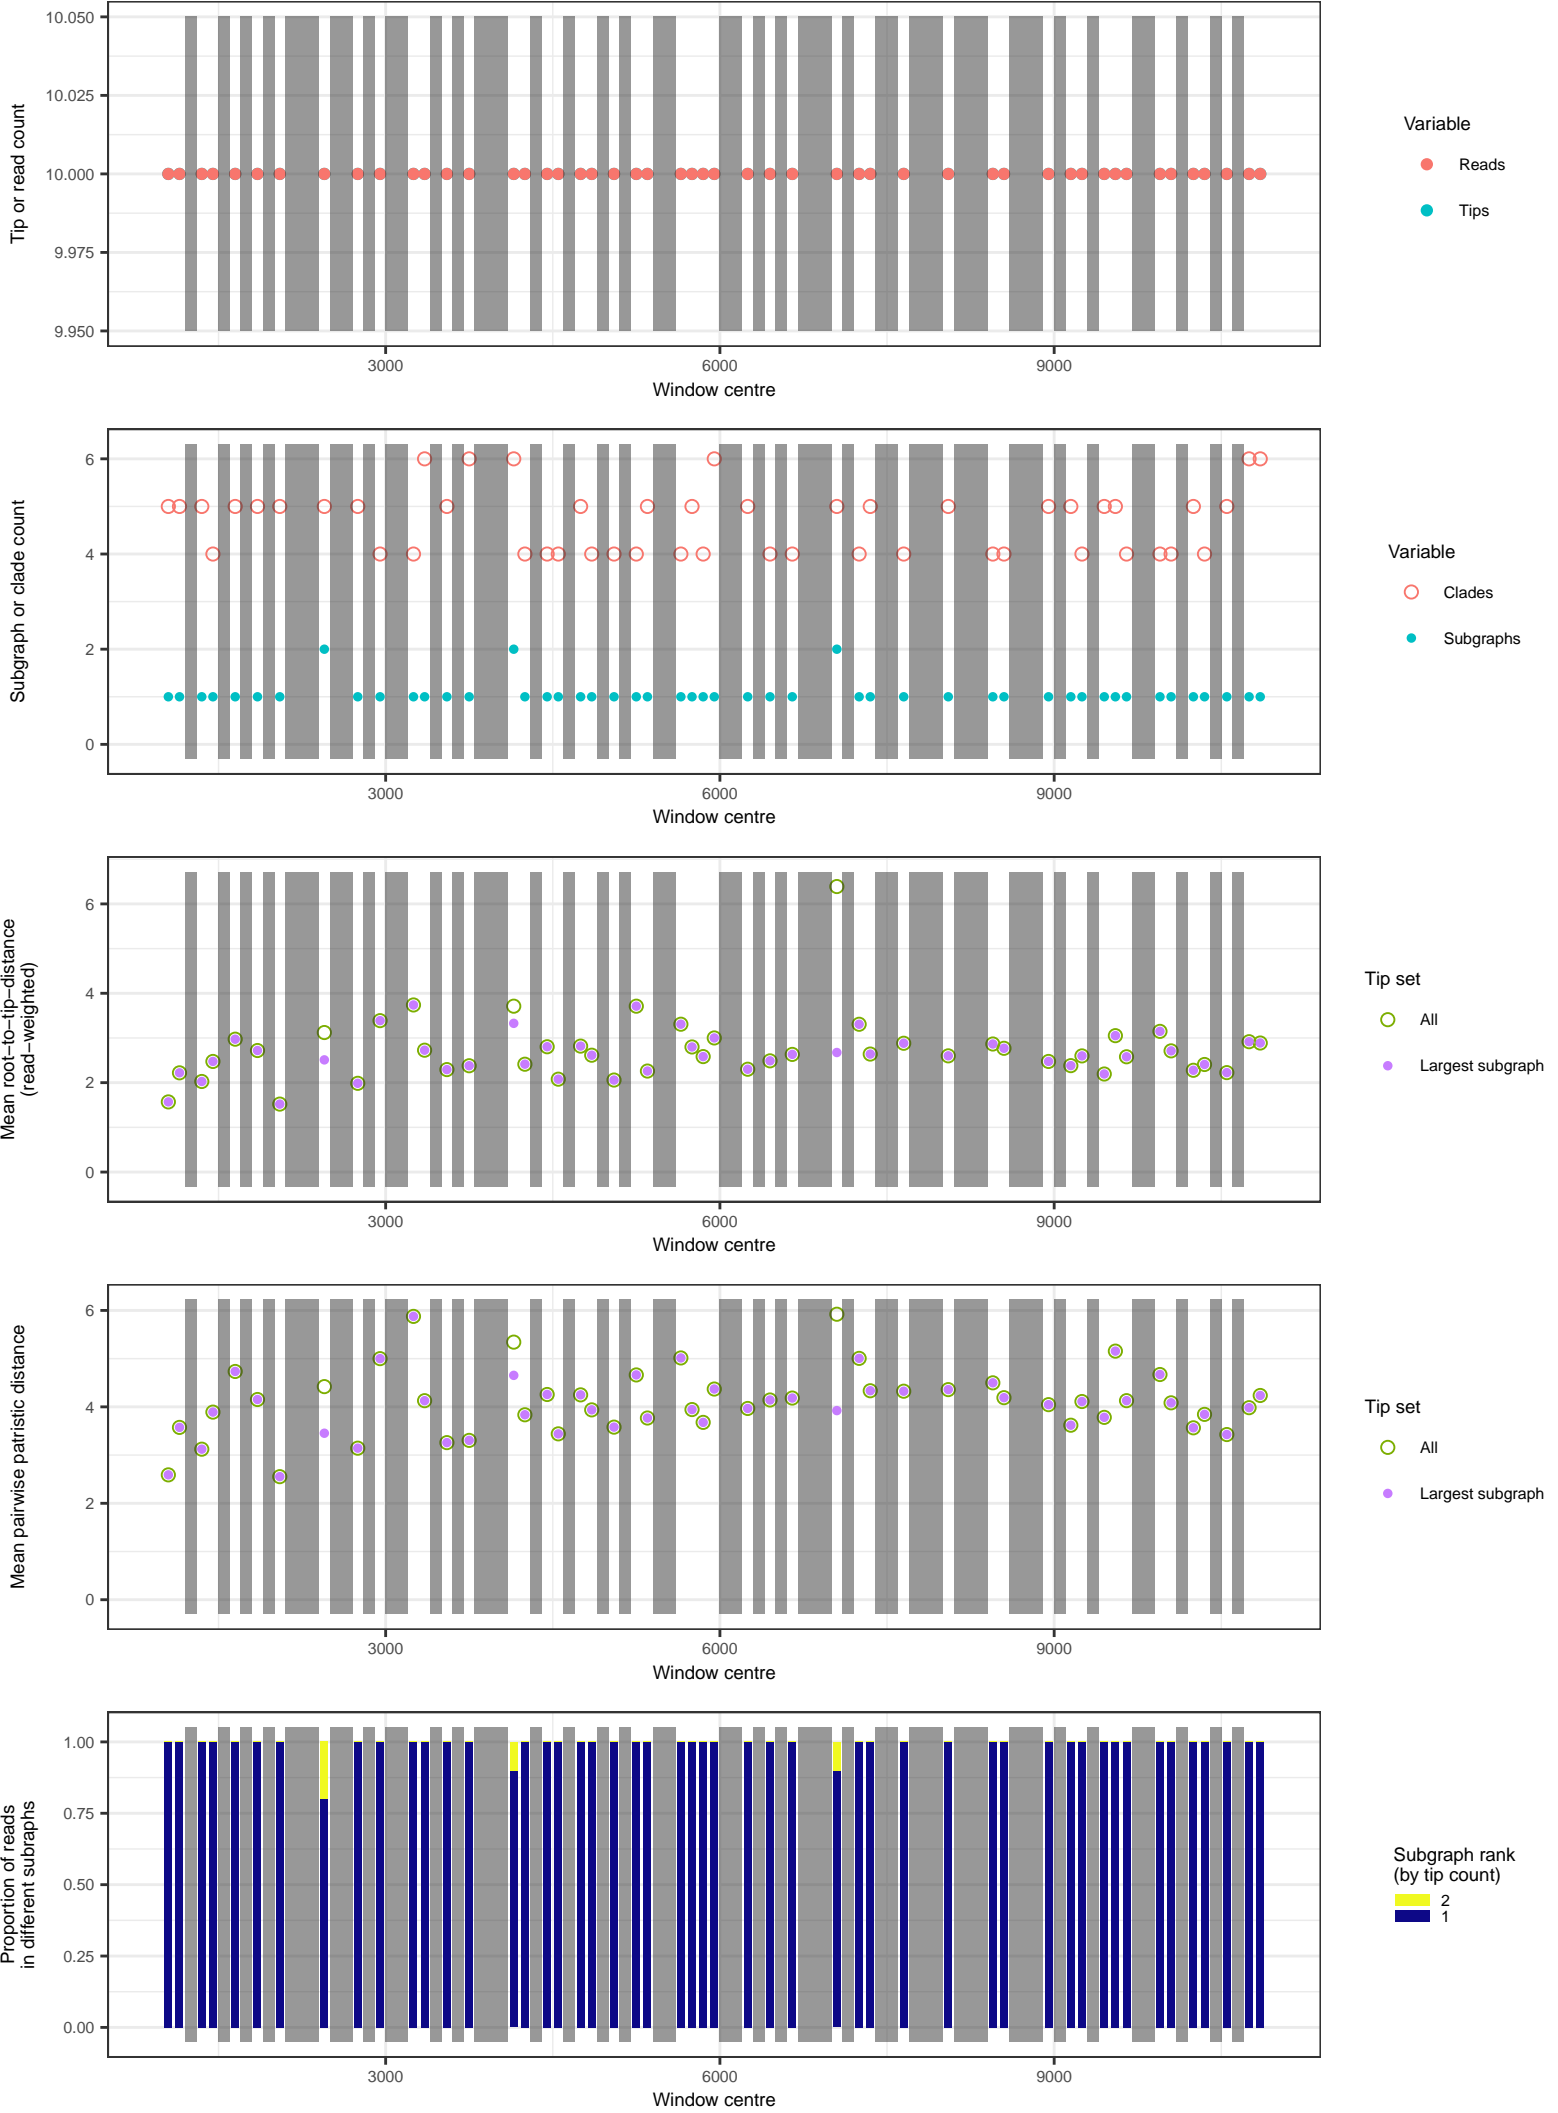 10.050
10.025
10.000
9.975
9.950
Tip or read count
3000
6000
9000
Window centre
Variable
Reads
Tips
6
4
2
0
Subgraph or clade count
3000
6000
9000
Window centre
Variable
Clades
Subgraphs
6
4
2
0
Mean root−to−tip−distance
(read−weighted)
3000
6000
9000
Window centre
Tip set
All
Largest subgraph
6
4
2
0
Mean pairwise patristic distance
3000
6000
9000
Window centre
Tip set
All
Largest subgraph
1.00
0.75
0.50
0.25
0.00
Proportion of reads
in different subraphs
3000
6000
9000
Window centre
Subgraph rank
(by tip count)
2
1